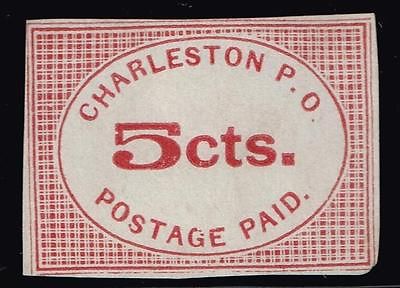 CHARLESTON P.O
5cts.
POSTAGE PAID.